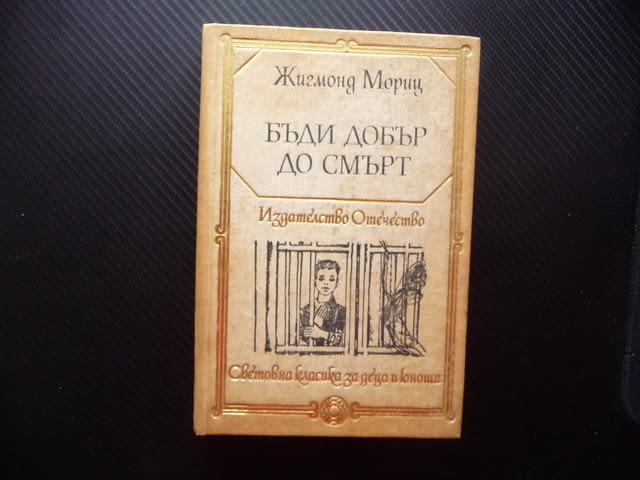 Жигмонд Мориц
БЪДИ ДОБЪР
ДО СМЪРТ
Издателство Отечество
Световна класика за деца и юноши